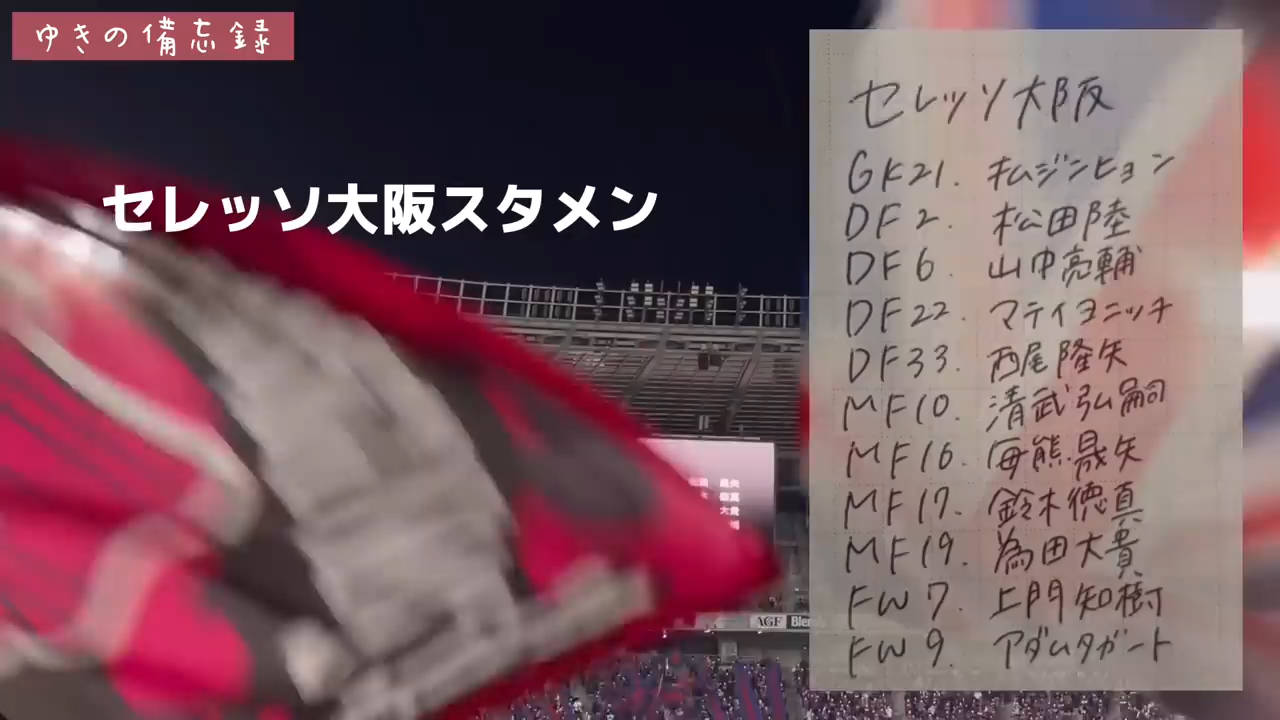 ゆきの備忘録
セレッソ大阪スタメン
セレッソ大阪
GK21. キムジンヒョン
DF2. 松田陸
DF6. 山中亮輔
DF22. マテイヨニッチ
DF33. 西尾隆矢
MF10. 清武弘嗣
MF16. 毎熊晟矢
MF17. 鈴木徳真
MF19. 為田大貴
FW7. 上門知樹
FW9. アダムタガート
AGF Blen